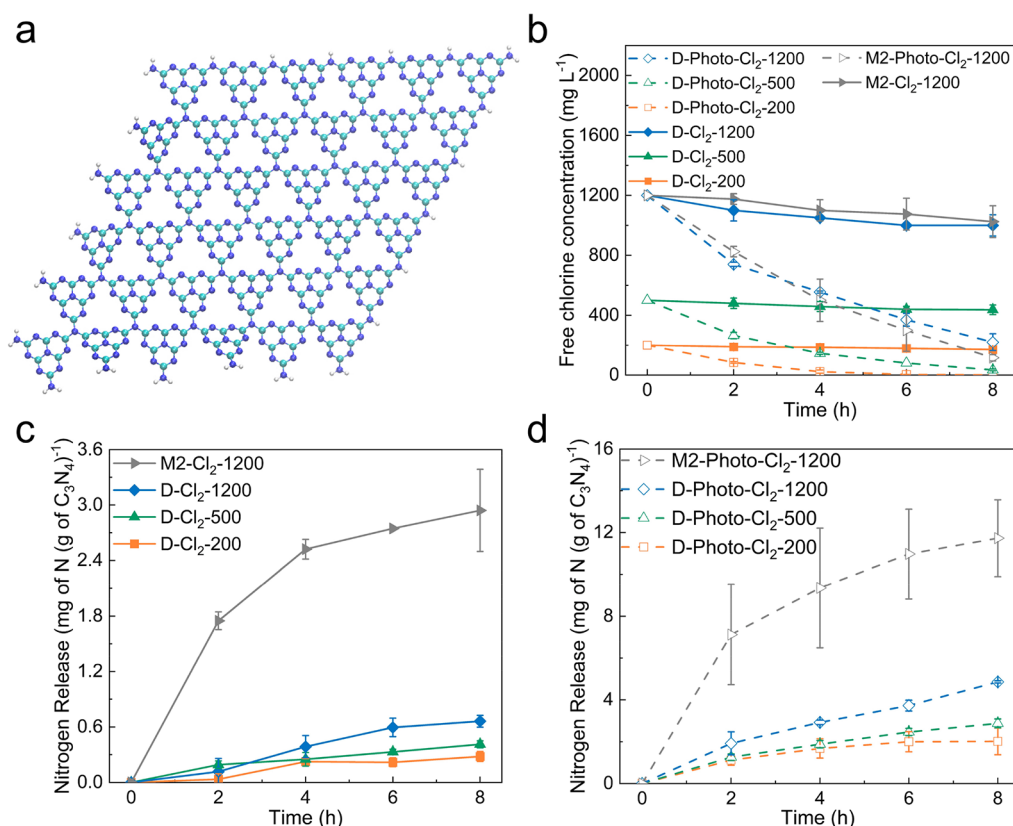 a
b
Free chlorine concentration (mg L⁻¹)
2000
1600
1200
800
400
0
D-Photo-Cl₂-1200
D-Photo-Cl₂-500
D-Photo-Cl₂-200
D-Cl₂-1200
D-Cl₂-500
D-Cl₂-200
M2-Photo-Cl₂-1200
M2-Cl₂-1200
0 2 4 6 8
Time (h)
c
Nitrogen Release (mg of N (g of C₃N₄)⁻¹)
3.6
3.0
2.4
1.8
1.2
0.6
0.0
M2-Cl₂-1200
D-Cl₂-1200
D-Cl₂-500
D-Cl₂-200
0 2 4 6 8
Time (h)
d
Nitrogen Release (mg of N (g of C₃N₄)⁻¹)
16
12
8
4
0
M2-Photo-Cl₂-1200
D-Photo-Cl₂-1200
D-Photo-Cl₂-500
D-Photo-Cl₂-200
0 2 4 6 8
Time (h)